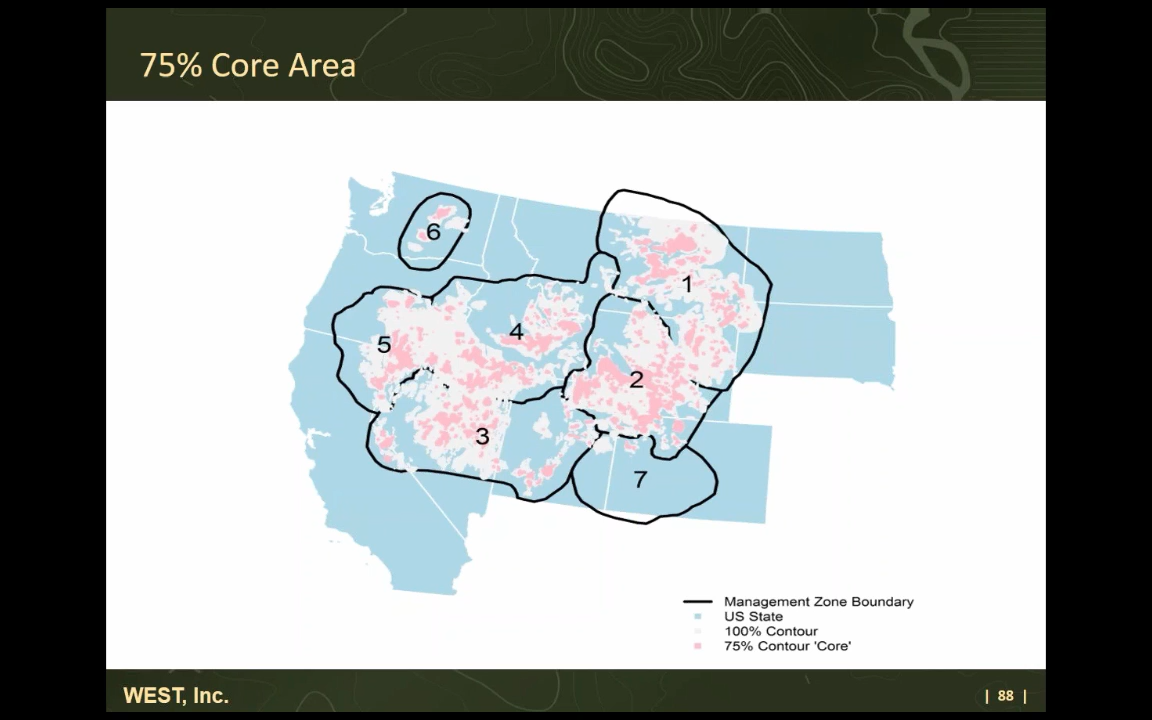 75% Core Area
6
1
4
5
2
3
7
Management Zone Boundary
US State
100% Contour
75% Contour 'Core'
WEST, Inc.
| 88 |